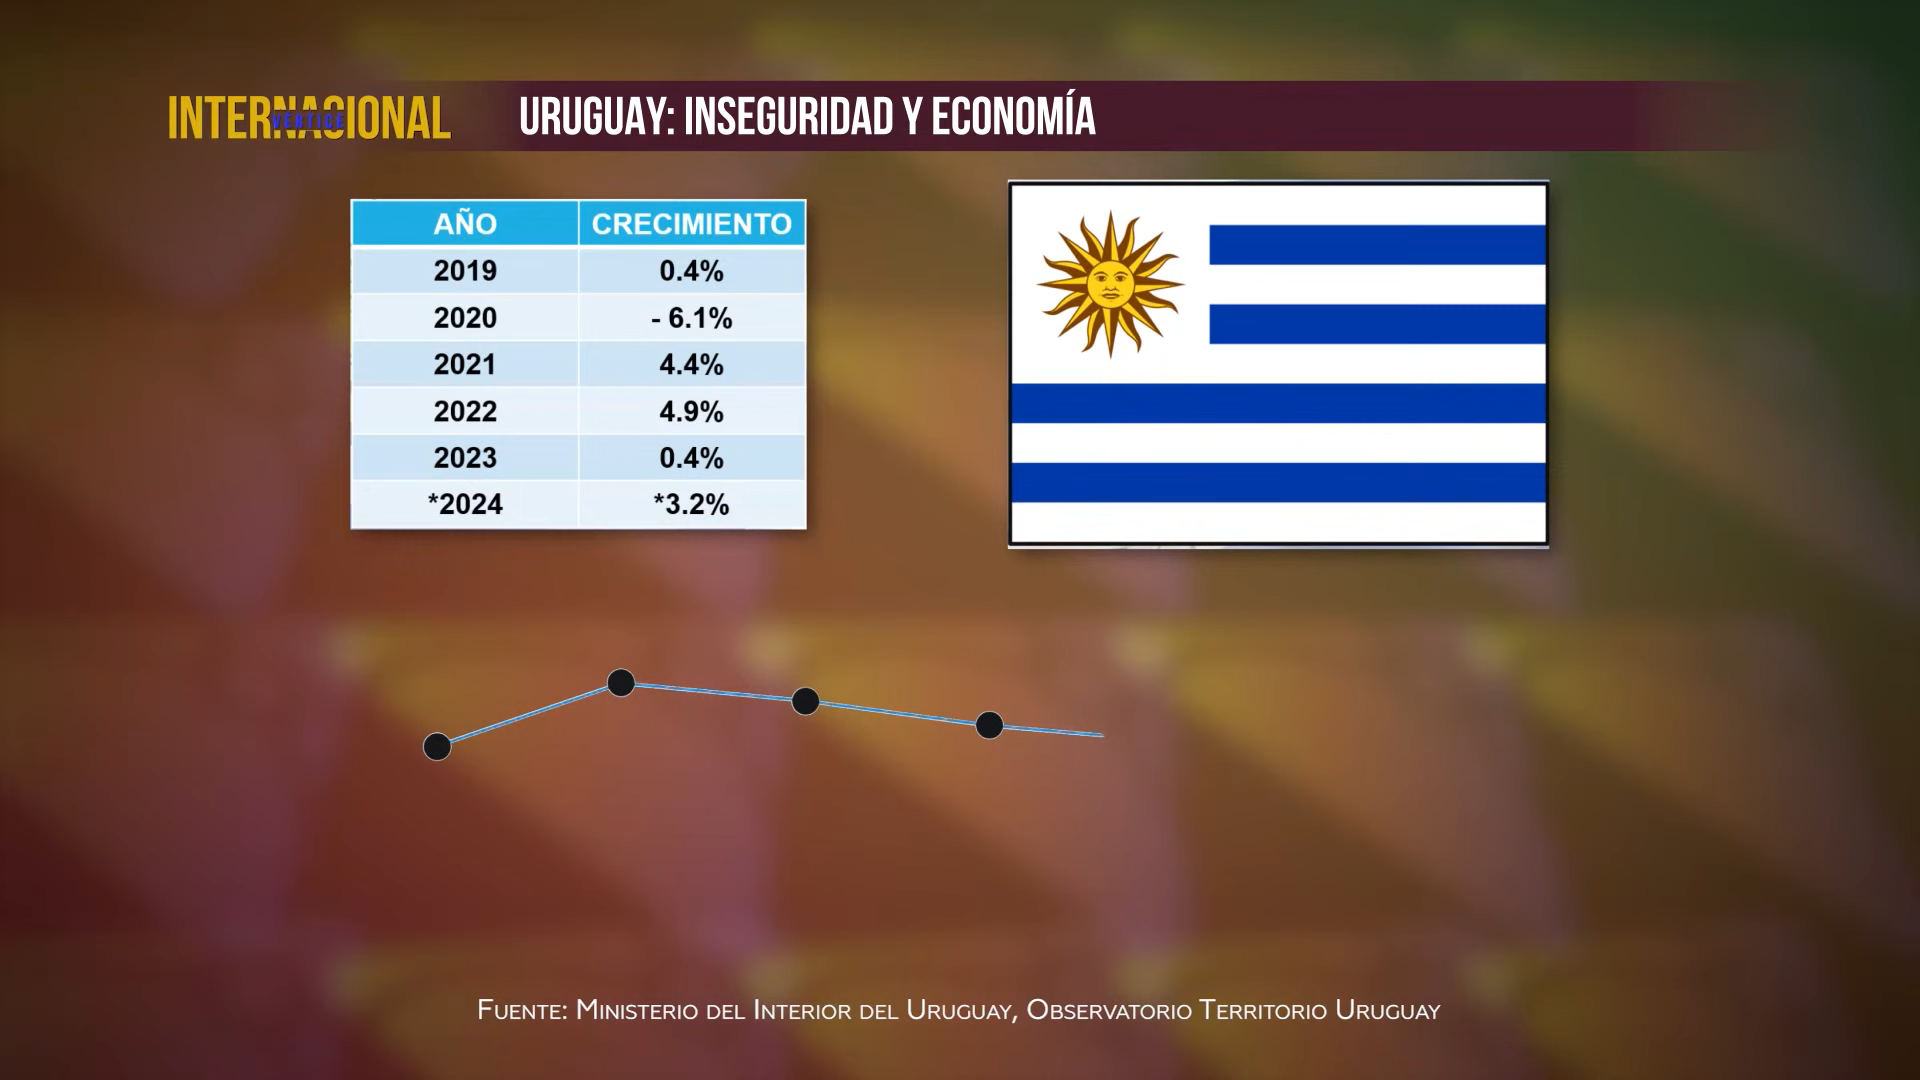 INTERNACIONAL
VÉRTICE
URUGUAY: INSEGURIDAD Y ECONOMÍA
AÑO CRECIMIENTO
2019 0.4%
2020 - 6.1%
2021 4.4%
2022 4.9%
2023 0.4%
*2024 *3.2%
Fuente: Ministerio del Interior del Uruguay, Observatorio Territorio Uruguay